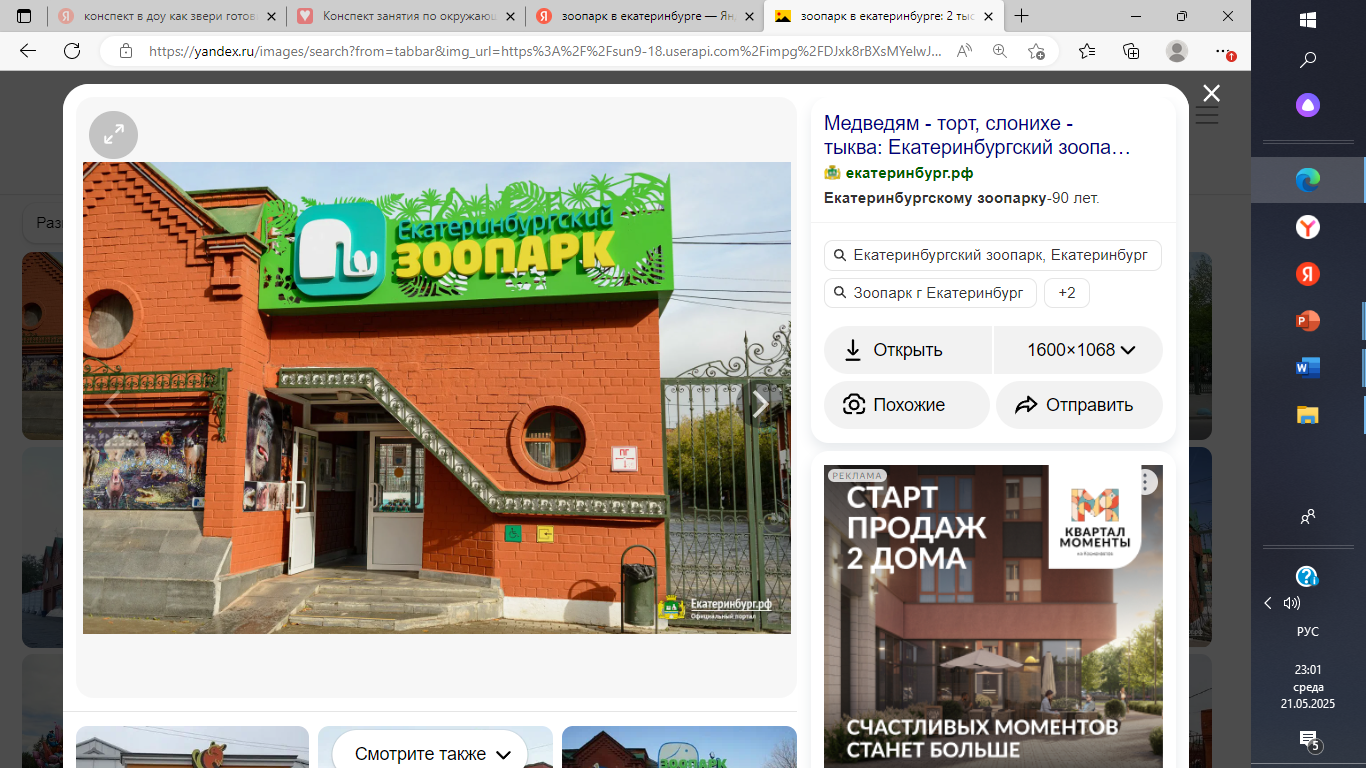 конспект в доу как звери готов
Конспект занятия по окружающ
зоопарк в екатеринбурге — Ян
зоопарк в екатеринбурге: 2 тыс
https://yandex.ru/images/search?from=tabbar&img_url=https%3A%2F%2Fsun9-18.userapi.com%2Fimpg%2FDJxk8rBXsMYelwJ...
Раз
Екатеринбургский
ЗООПАРК
ПГ
Екатеринбург.рф
Официальный портал
Медведям - торт, слонихе -
тыква: Екатеринбургский зоопа…
екатеринбург.рф
Екатеринбургскому зоопарку-90 лет.
Екатеринбургский зоопарк, Екатеринбург
Зоопарк г Екатеринбург
+2
Открыть
1600×1068
Похожие
Отправить
РЕКЛАМА
СТАРТ
ПРОДАЖ
2 ДОМА
КВАРТАЛ
МОМЕНТЫ
СЧАСТЛИВЫХ МОМЕНТОВ
СТАНЕТ БОЛЬШЕ
Смотрите также
ЗООПАРК
РУС
23:01
среда
21.05.2025
5